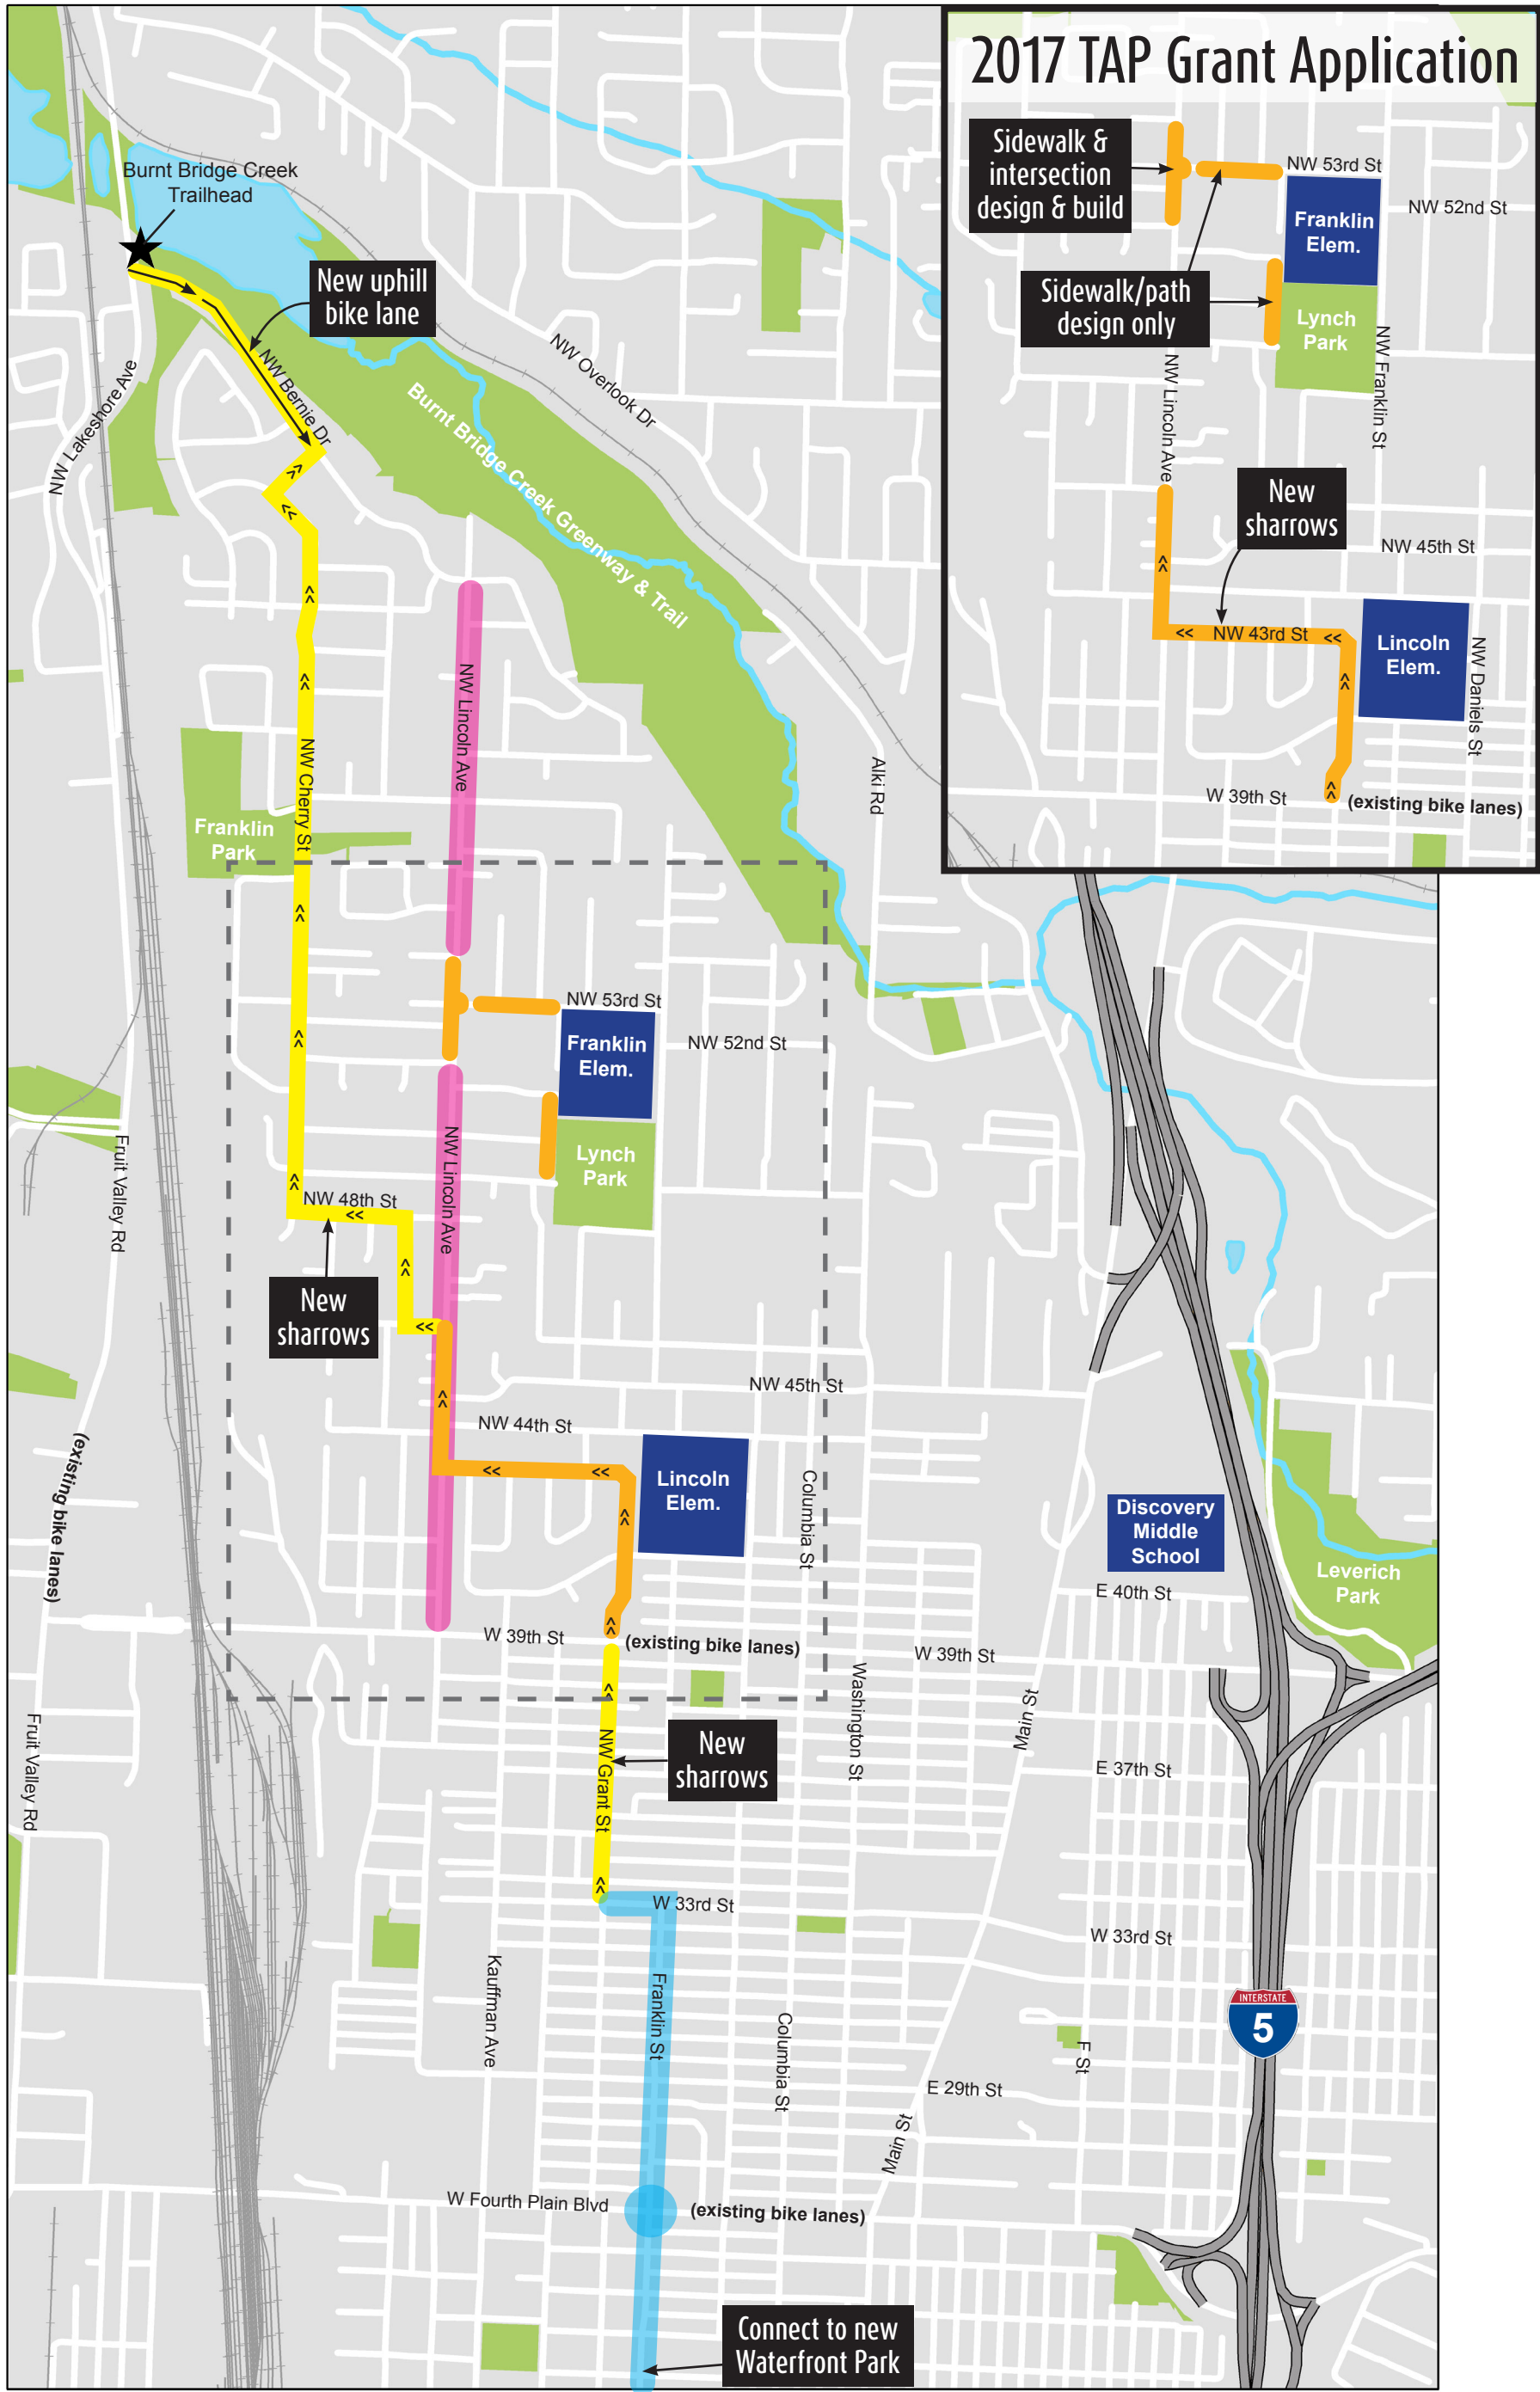 2017 TAP Grant Application
Sidewalk &
intersection
design & build
NW 53rd St
NW 52nd St
Franklin
Elem.
Sidewalk/path
design only
Lynch
Park
NW Franklin St
NW Lincoln Ave
New
sharrows
NW 45th St
NW 43rd St
<<
<<
<<
<<
<<
Lincoln
Elem.
NW Daniels St
W 39th St
(existing bike lanes)
Burnt Bridge Creek
Trailhead
New uphill
bike lane
NW Bernie Dr
NW Overlook Dr
NW Lakeshore Ave
Burnt Bridge Creek Greenway & Trail
<<
<<
<<
<<
NW Lincoln Ave
NW Cherry St
Alki Rd
Franklin
Park
<<
<<
<<
NW 53rd St
NW 52nd St
Franklin
Elem.
Lynch
Park
Fruit Valley Rd
NW Lincoln Ave
NW 48th St
<<
<<
<<
New
sharrows
<<
NW 45th St
NW 44th St
<<
<<
<<
<<
Lincoln
Elem.
Columbia St
(existing bike lanes)
Discovery
Middle
School
Leverich
Park
E 40th St
W 39th St
(existing bike lanes)
W 39th St
<<
Washington St
Main St
Fruit Valley Rd
NW Grant St
New
sharrows
E 37th St
<<
W 33rd St
W 33rd St
Kauffman Ave
Franklin St
Columbia St
INTERSTATE
5
F St
E 29th St
Main St
W Fourth Plain Blvd
(existing bike lanes)
Connect to new
Waterfront Park